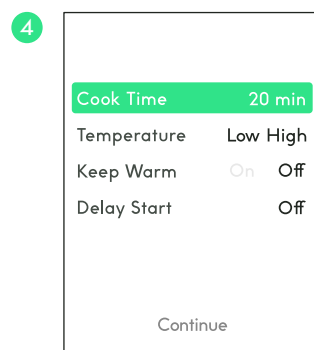 4
Cook Time 20 min
Temperature Low High
Keep Warm On Off
Delay Start Off
Continue